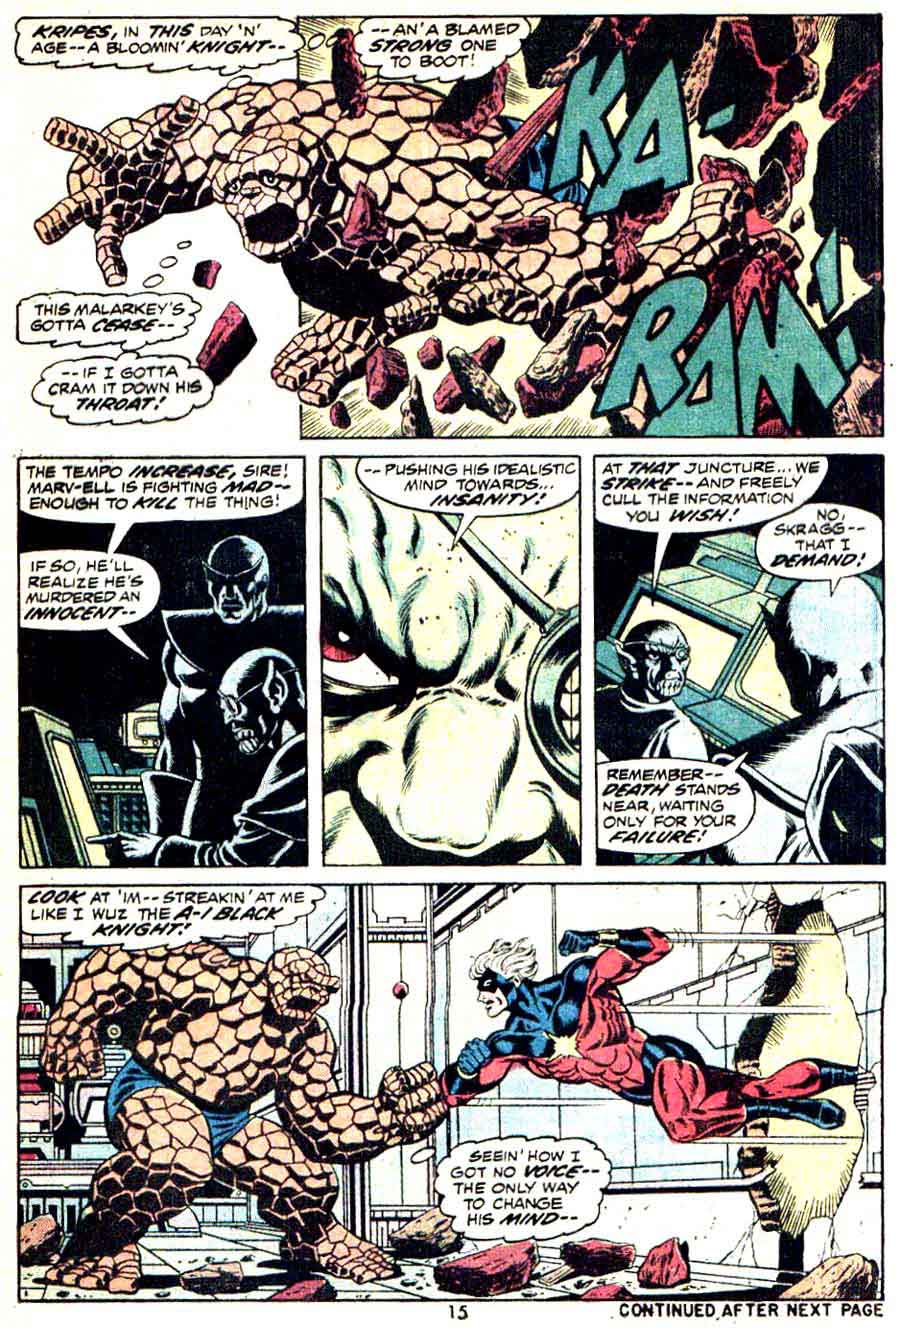 KRIPES, IN THIS DAY 'N'
AGE--A BLOOMIN' KNIGHT--
--AN' A BLAMED
STRONG ONE
TO BOOT!
KA-
RAM!
THIS MALARKEY'S
GOTTA CEASE--
--IF I GOTTA
CRAM IT DOWN HIS
THROAT!
THE TEMPO INCREASE, SIRE!
MARV-ELL IS FIGHTING MAD--
ENOUGH TO KILL THE THING!
IF SO, HE'LL
REALIZE HE'S
MURDERED AN
INNOCENT--
--PUSHING HIS IDEALISTIC
MIND TOWARDS...
INSANITY!
AT THAT JUNCTURE... WE
STRIKE--AND FREELY
CULL THE INFORMATION
YOU WISH!
NO,
SKRAGG--
THAT I
DEMAND!
REMEMBER--
DEATH STANDS
NEAR, WAITING
ONLY FOR YOUR
FAILURE!
LOOK AT 'IM--STREAKIN' AT ME
LIKE I WUZ THE A-1 BLACK
KNIGHT!
SEEIN' HOW I
GOT NO VOICE--
THE ONLY WAY
TO CHANGE
HIS MIND--
15
CONTINUED AFTER NEXT PAGE